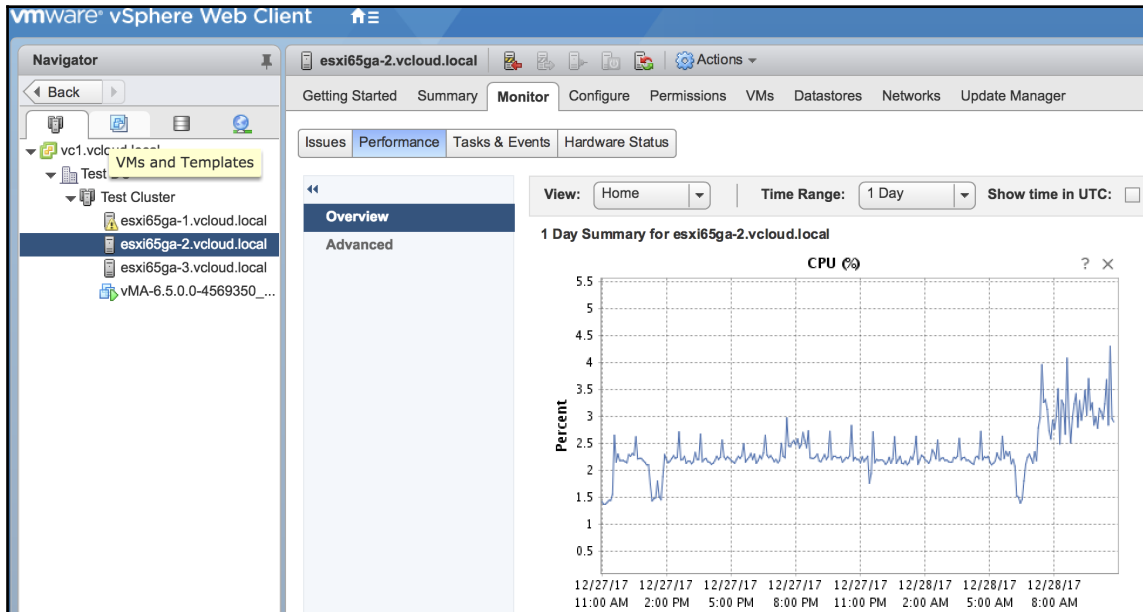 vmware® vSphere Web Client
Navigator
Back
vc1.vcloud.local
VMs and Templates
Test
Test Cluster
esxi65ga-1.vcloud.local
esxi65ga-2.vcloud.local
esxi65ga-3.vcloud.local
vMA-6.5.0.0-4569350_...
esxi65ga-2.vcloud.local Actions
Getting Started Summary Monitor Configure Permissions VMs Datastores Networks Update Manager
Issues Performance Tasks & Events Hardware Status
Overview
Advanced
View: Home Time Range: 1 Day Show time in UTC:
1 Day Summary for esxi65ga-2.vcloud.local
CPU (%) ?
5.5
5
4.5
4
3.5
3
2.5
2
1.5
1
0.5
Percent
12/27/17 12/27/17 12/27/17 12/27/17 12/27/17 12/28/17 12/28/17 12/28/17
11:00 AM 2:00 PM 5:00 PM 8:00 PM 11:00 PM 2:00 AM 5:00 AM 8:00 AM